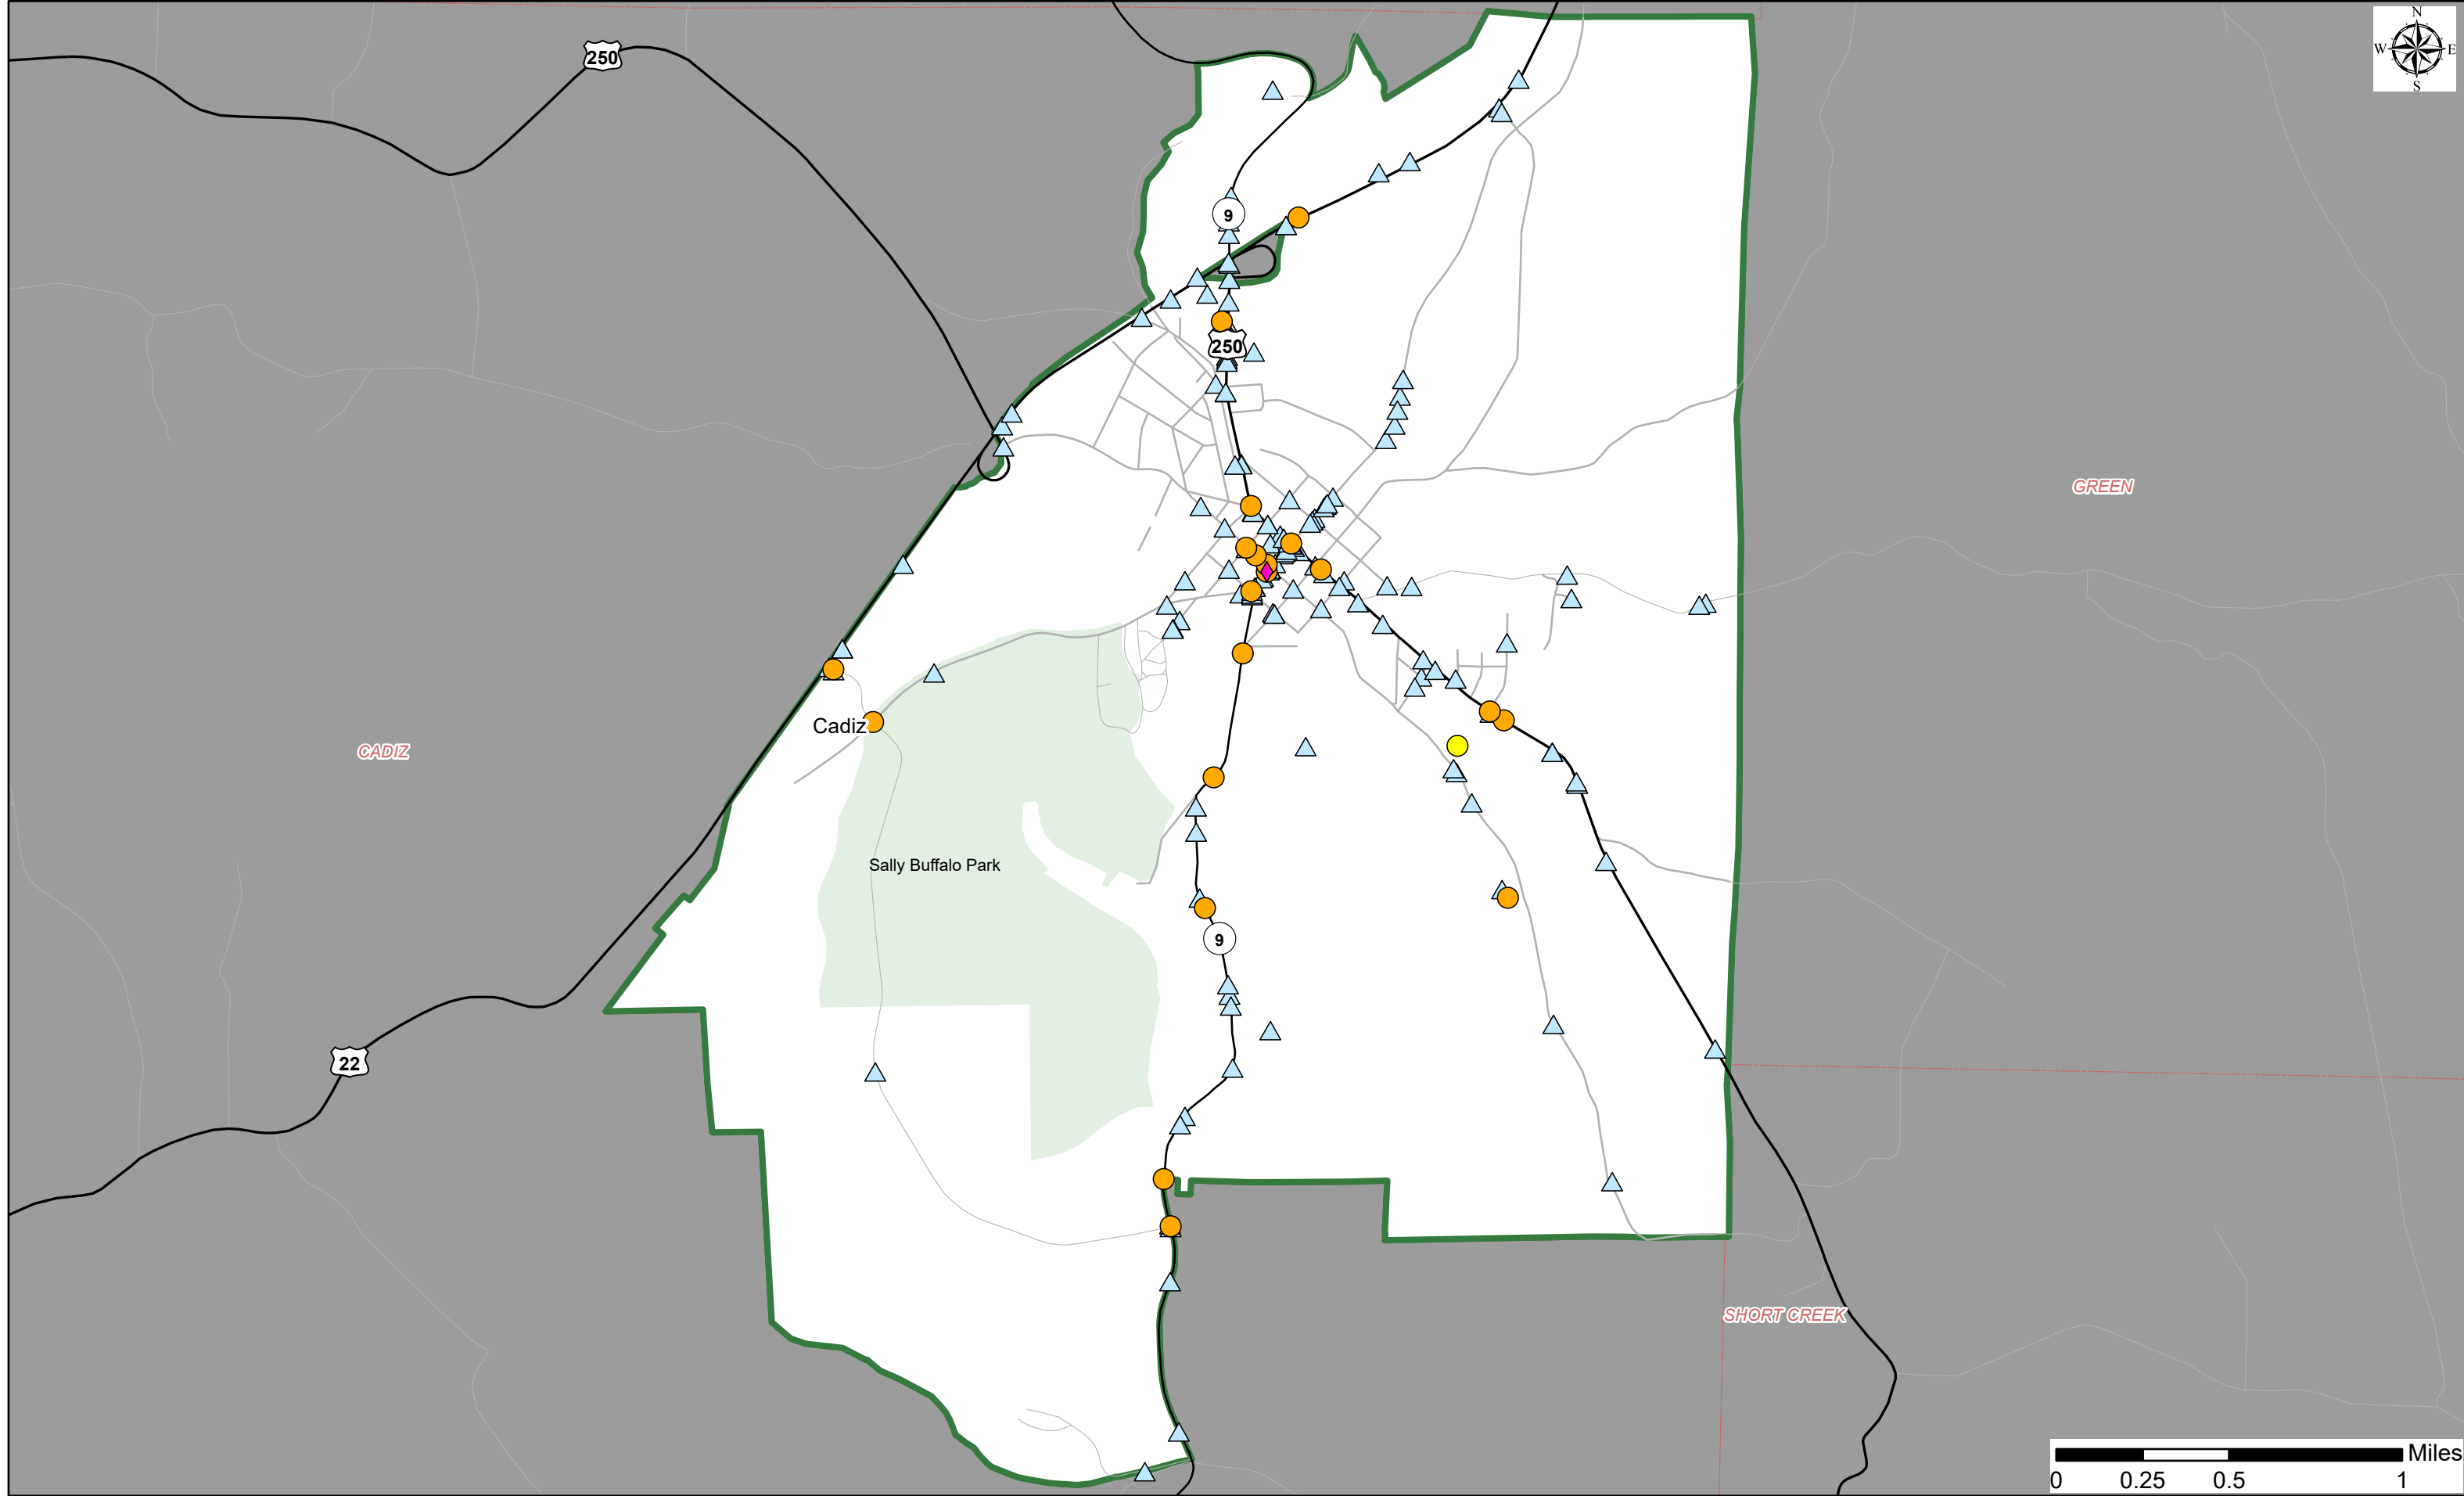 N
W E
S
250
9
250
GREEN
Cadiz
CADIZ
Sally Buffalo Park
9
22
SHORT CREEK
Miles
0 0.25 0.5 1